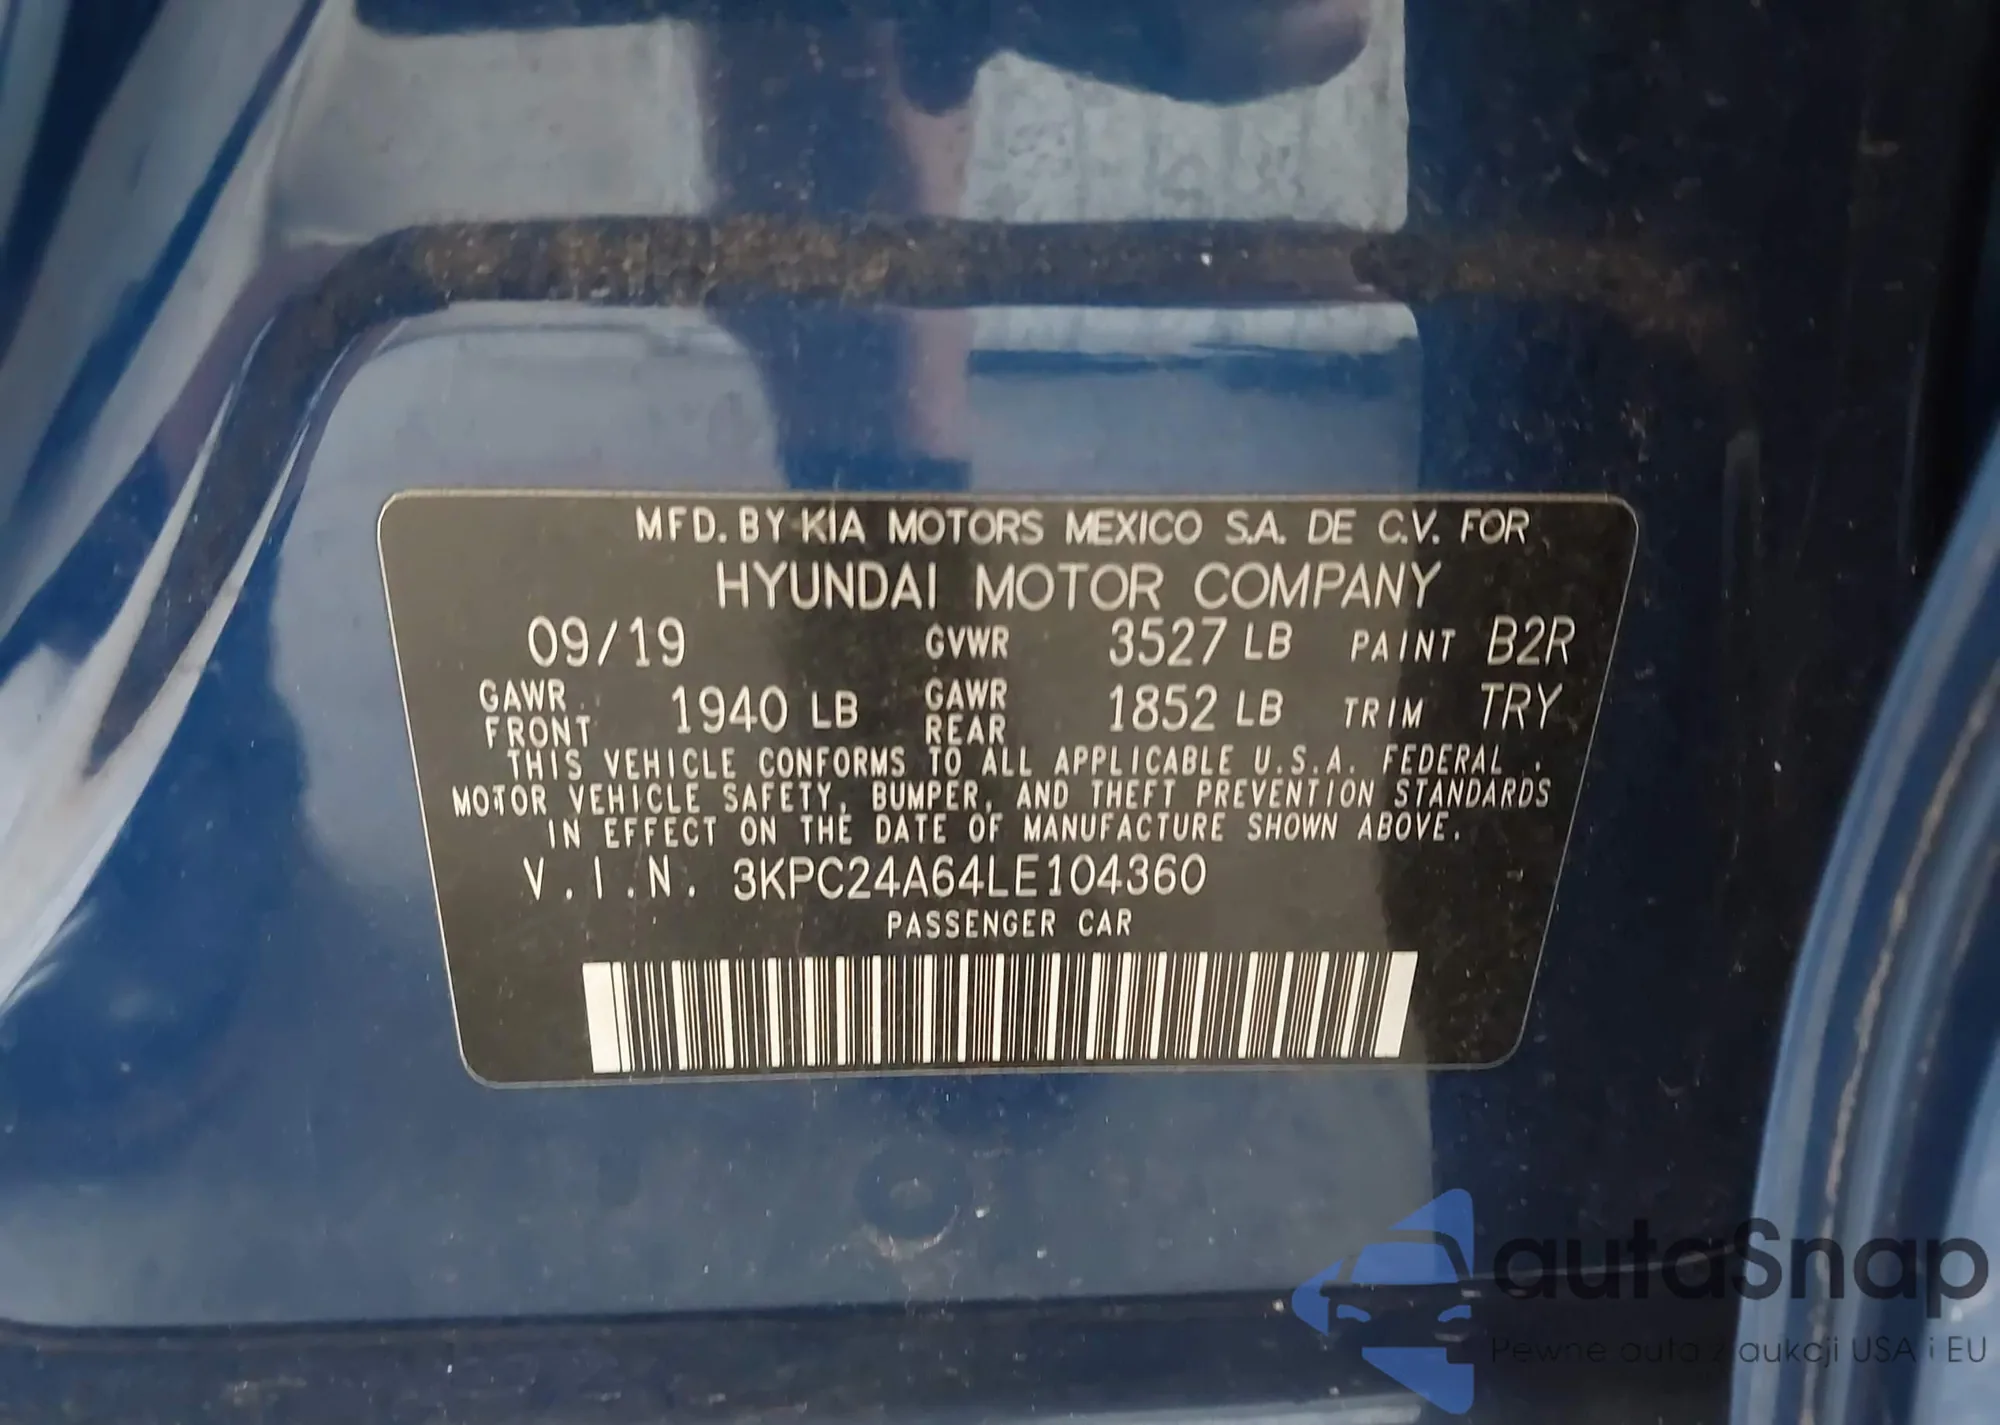 MFD. BY KIA MOTORS MEXICO S.A. DE C.V. FOR
HYUNDAI MOTOR COMPANY
09/19 GVWR 3527 LB PAINT B2R
GAWR FRONT 1940 LB GAWR REAR 1852 LB TRIM TRY
THIS VEHICLE CONFORMS TO ALL APPLICABLE U.S.A. FEDERAL
MOTOR VEHICLE SAFETY, BUMPER, AND THEFT PREVENTION STANDARDS
IN EFFECT ON THE DATE OF MANUFACTURE SHOWN ABOVE.
V.I.N. 3KPC24A64LE104360
PASSENGER CAR
autaSnap
Pewne auta z aukcji USA i EU